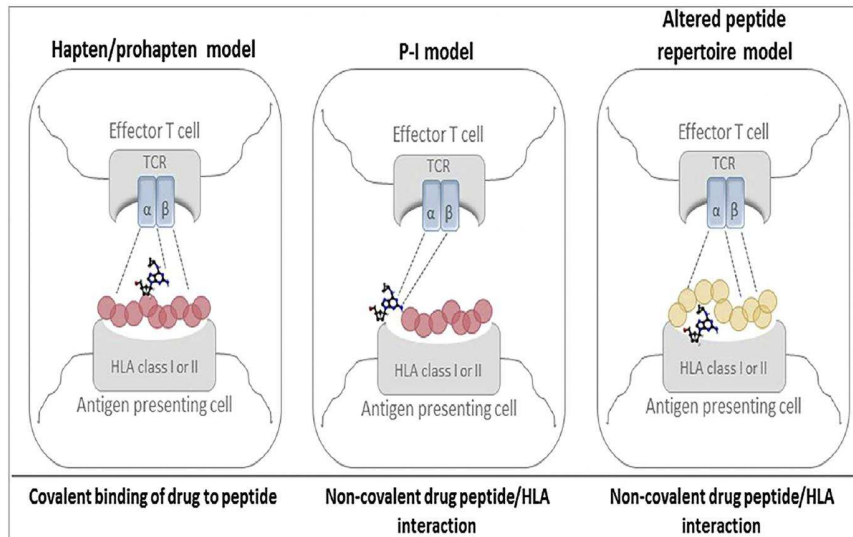 Hapten/prohapten model
Effector T cell
TCR
α β
HLA class I or II
Antigen presenting cell
Covalent binding of drug to peptide
P-I model
Effector T cell
TCR
α β
HLA class I or II
Antigen presenting cell
Non-covalent drug peptide/HLA
interaction
Altered peptide
repertoire model
Effector T cell
TCR
α β
HLA class I or II
Antigen presenting cell
Non-covalent drug peptide/HLA
interaction